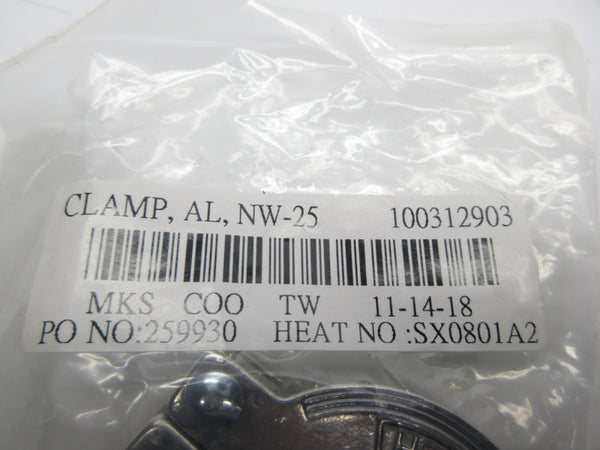 CLAMP, AL, NW-25 100312903
MKS COO TW 11-14-18
PO NO:259930 HEAT NO :SX0801A2